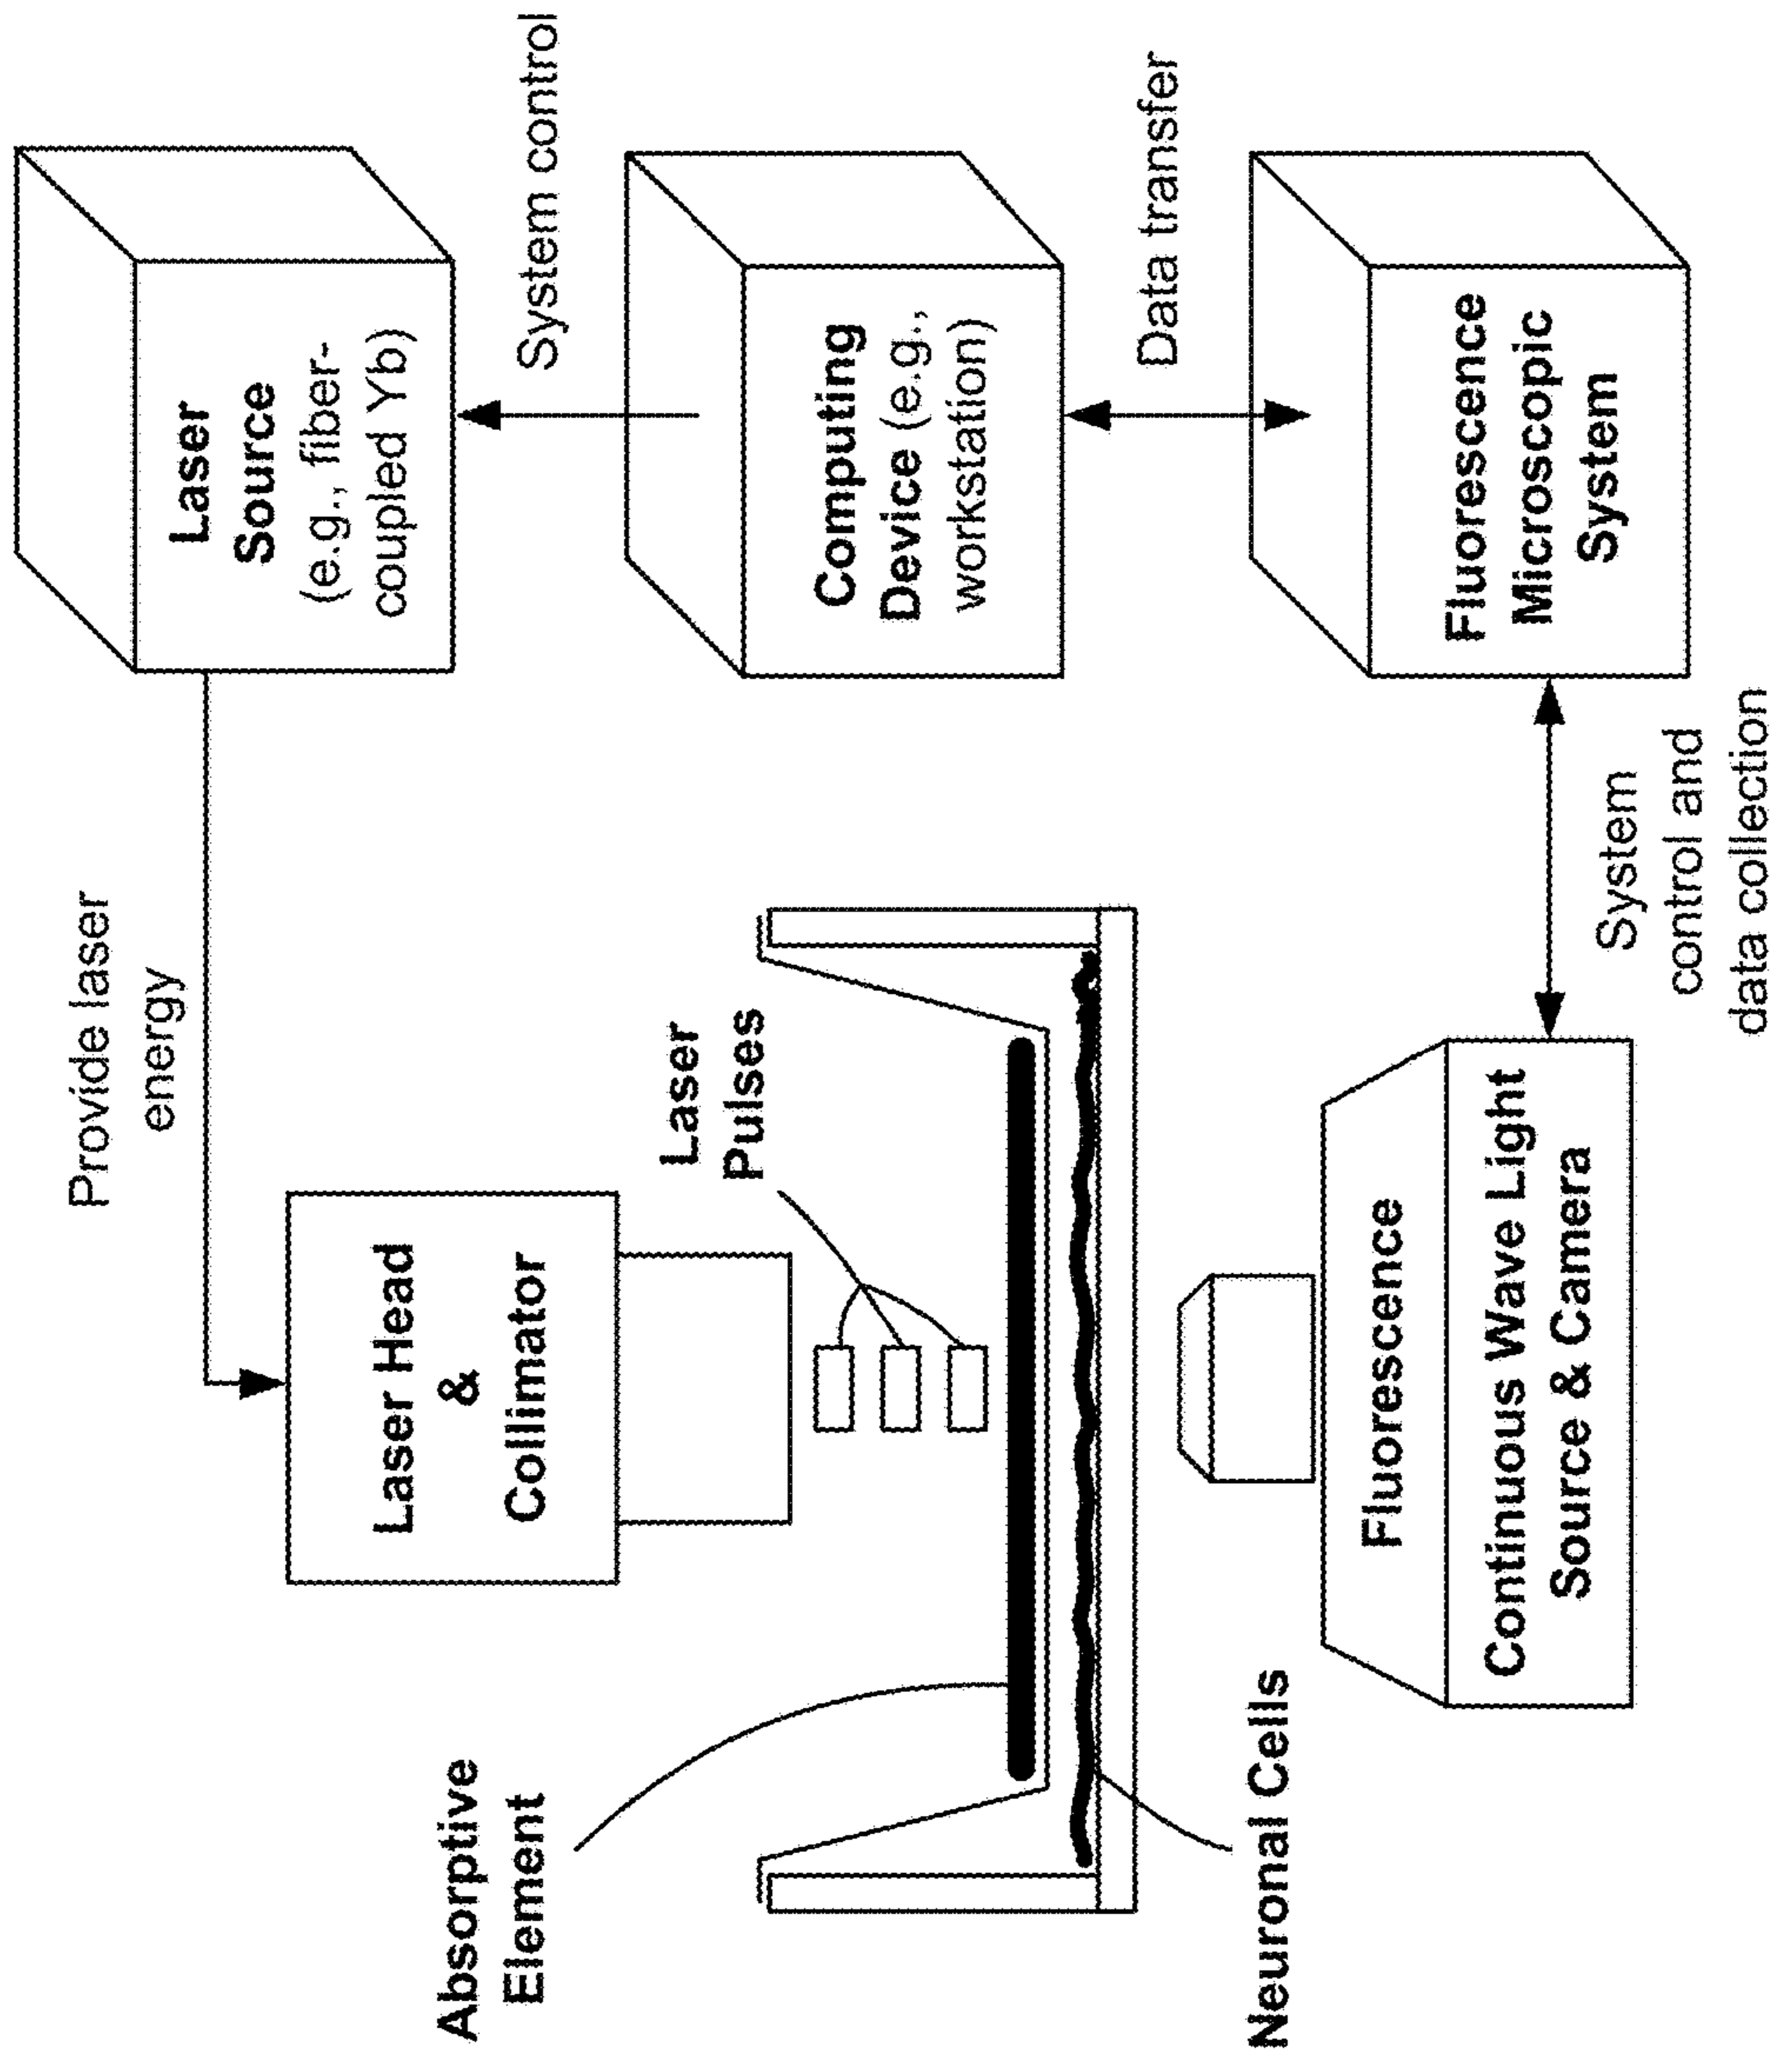 Provide laser
energy
Laser
Source
(e.g., fiber-
coupled Yb)
Laser Head
&
Collimator
System control
Absorptive
Element
Laser
Pulses
Computing
Device (e.g.,
workstation)
Data transfer
Neuronal Cells
Fluorescence
Continuous Wave Light
Source & Camera
Fluorescence
Microscopic
System
System
control and
data collection